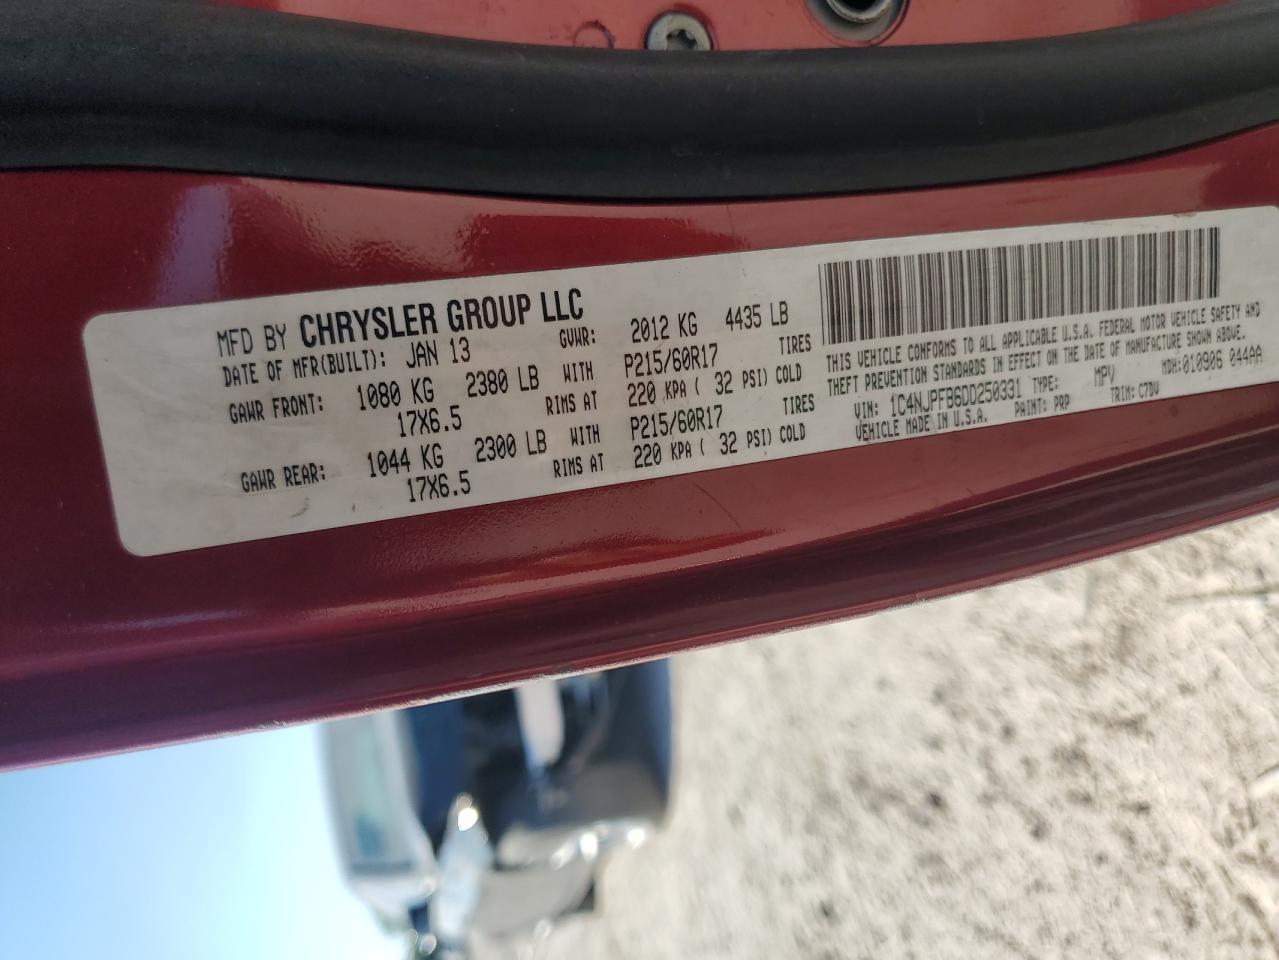 MFD BY CHRYSLER GROUP LLC
DATE OF MFR(BUILT): JAN 13 GVWR: 2012 KG 4435 LB
GAWR FRONT: 1080 KG 2380 LB WITH P215/60R17 TIRES
17X6.5 RIMS AT 220 KPA( 32 PSI) COLD
GAWR REAR: 1044 KG 2300 LB WITH P215/60R17 TIRES
17X6.5 RIMS AT 220 KPA( 32 PSI) COLD
THIS VEHICLE CONFORMS TO ALL APPLICABLE U.S.A. FEDERAL MOTOR VEHICLE SAFETY AND
THEFT PREVENTION STANDARDS IN EFFECT ON THE DATE OF MANUFACTURE SHOWN ABOVE.
VIN: 1C4NJPFB6DD250331 TYPE: MPV MDH:010906 044AA
VEHICLE MADE IN U.S.A. PAINT: PRP TRIM: C7DV